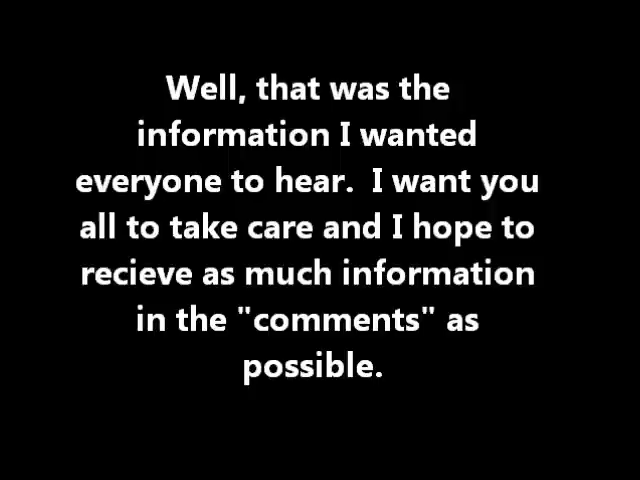 Well, that was the
information I wanted
everyone to hear.  I want you
all to take care and I hope to
recieve as much information
in the "comments" as
possible.